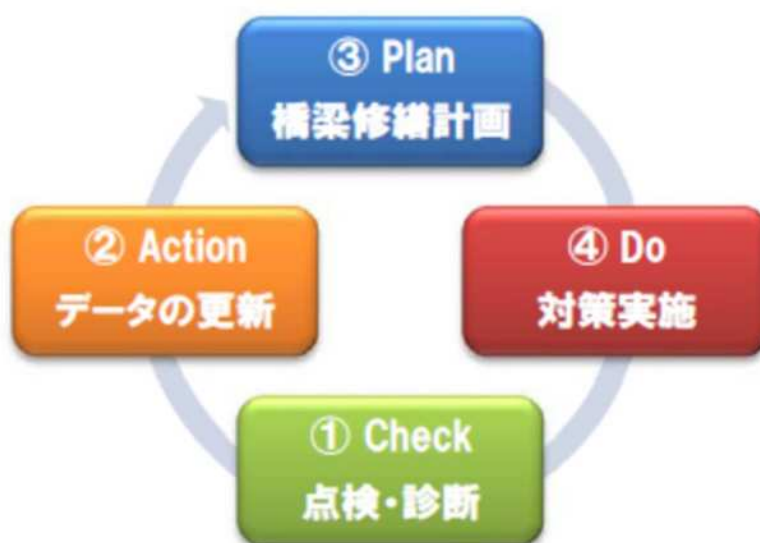 ③ Plan
橋梁修繕計画
② Action
データの更新
④ Do
対策実施
① Check
点検・診断